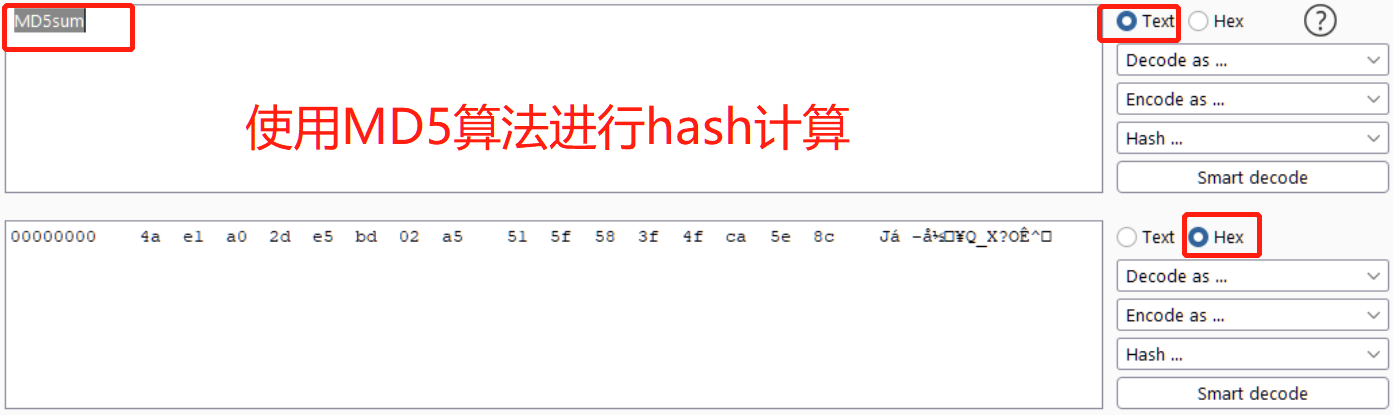 MD5sum
Text Hex ?
Decode as ...
Encode as ...
使用MD5算法进行hash计算
Hash ...
Smart decode
00000000 4a e1 a0 2d e5 bd 02 a5 51 5f 58 3f 4f ca 5e 8c Já -å½□¥Q_X?OÊ^□
Text Hex
Decode as ...
Encode as ...
Hash ...
Smart decode